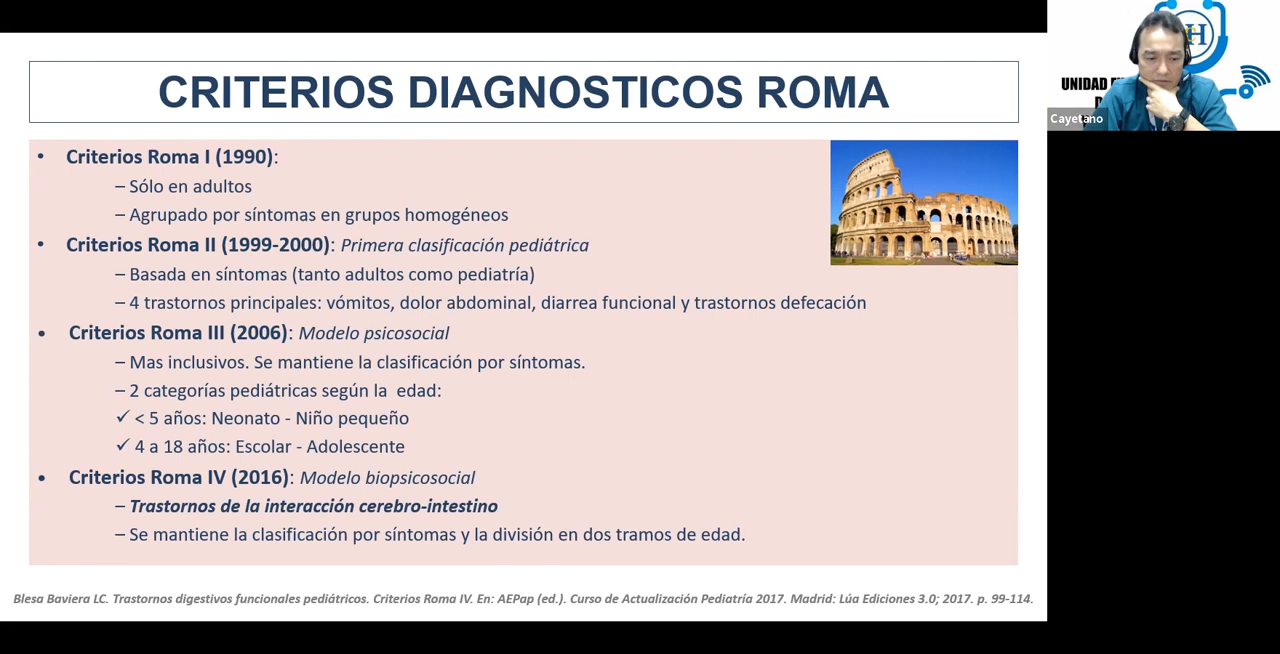 CRITERIOS DIAGNOSTICOS ROMA
• Criterios Roma I (1990):
– Sólo en adultos
– Agrupado por síntomas en grupos homogéneos
• Criterios Roma II (1999-2000): Primera clasificación pediátrica
– Basada en síntomas (tanto adultos como pediatría)
– 4 trastornos principales: vómitos, dolor abdominal, diarrea funcional y trastornos defecación
• Criterios Roma III (2006): Modelo psicosocial
– Mas inclusivos. Se mantiene la clasificación por síntomas.
– 2 categorías pediátricas según la edad:
✓ < 5 años: Neonato - Niño pequeño
✓ 4 a 18 años: Escolar - Adolescente
• Criterios Roma IV (2016): Modelo biopsicosocial
– Trastornos de la interacción cerebro-intestino
– Se mantiene la clasificación por síntomas y la división en dos tramos de edad.
Blesa Baviera LC. Trastornos digestivos funcionales pediátricos. Criterios Roma IV. En: AEPap (ed.). Curso de Actualización Pediatría 2017. Madrid: Lúa Ediciones 3.0; 2017. p. 99-114.
H
UNIDAD
Cayetano